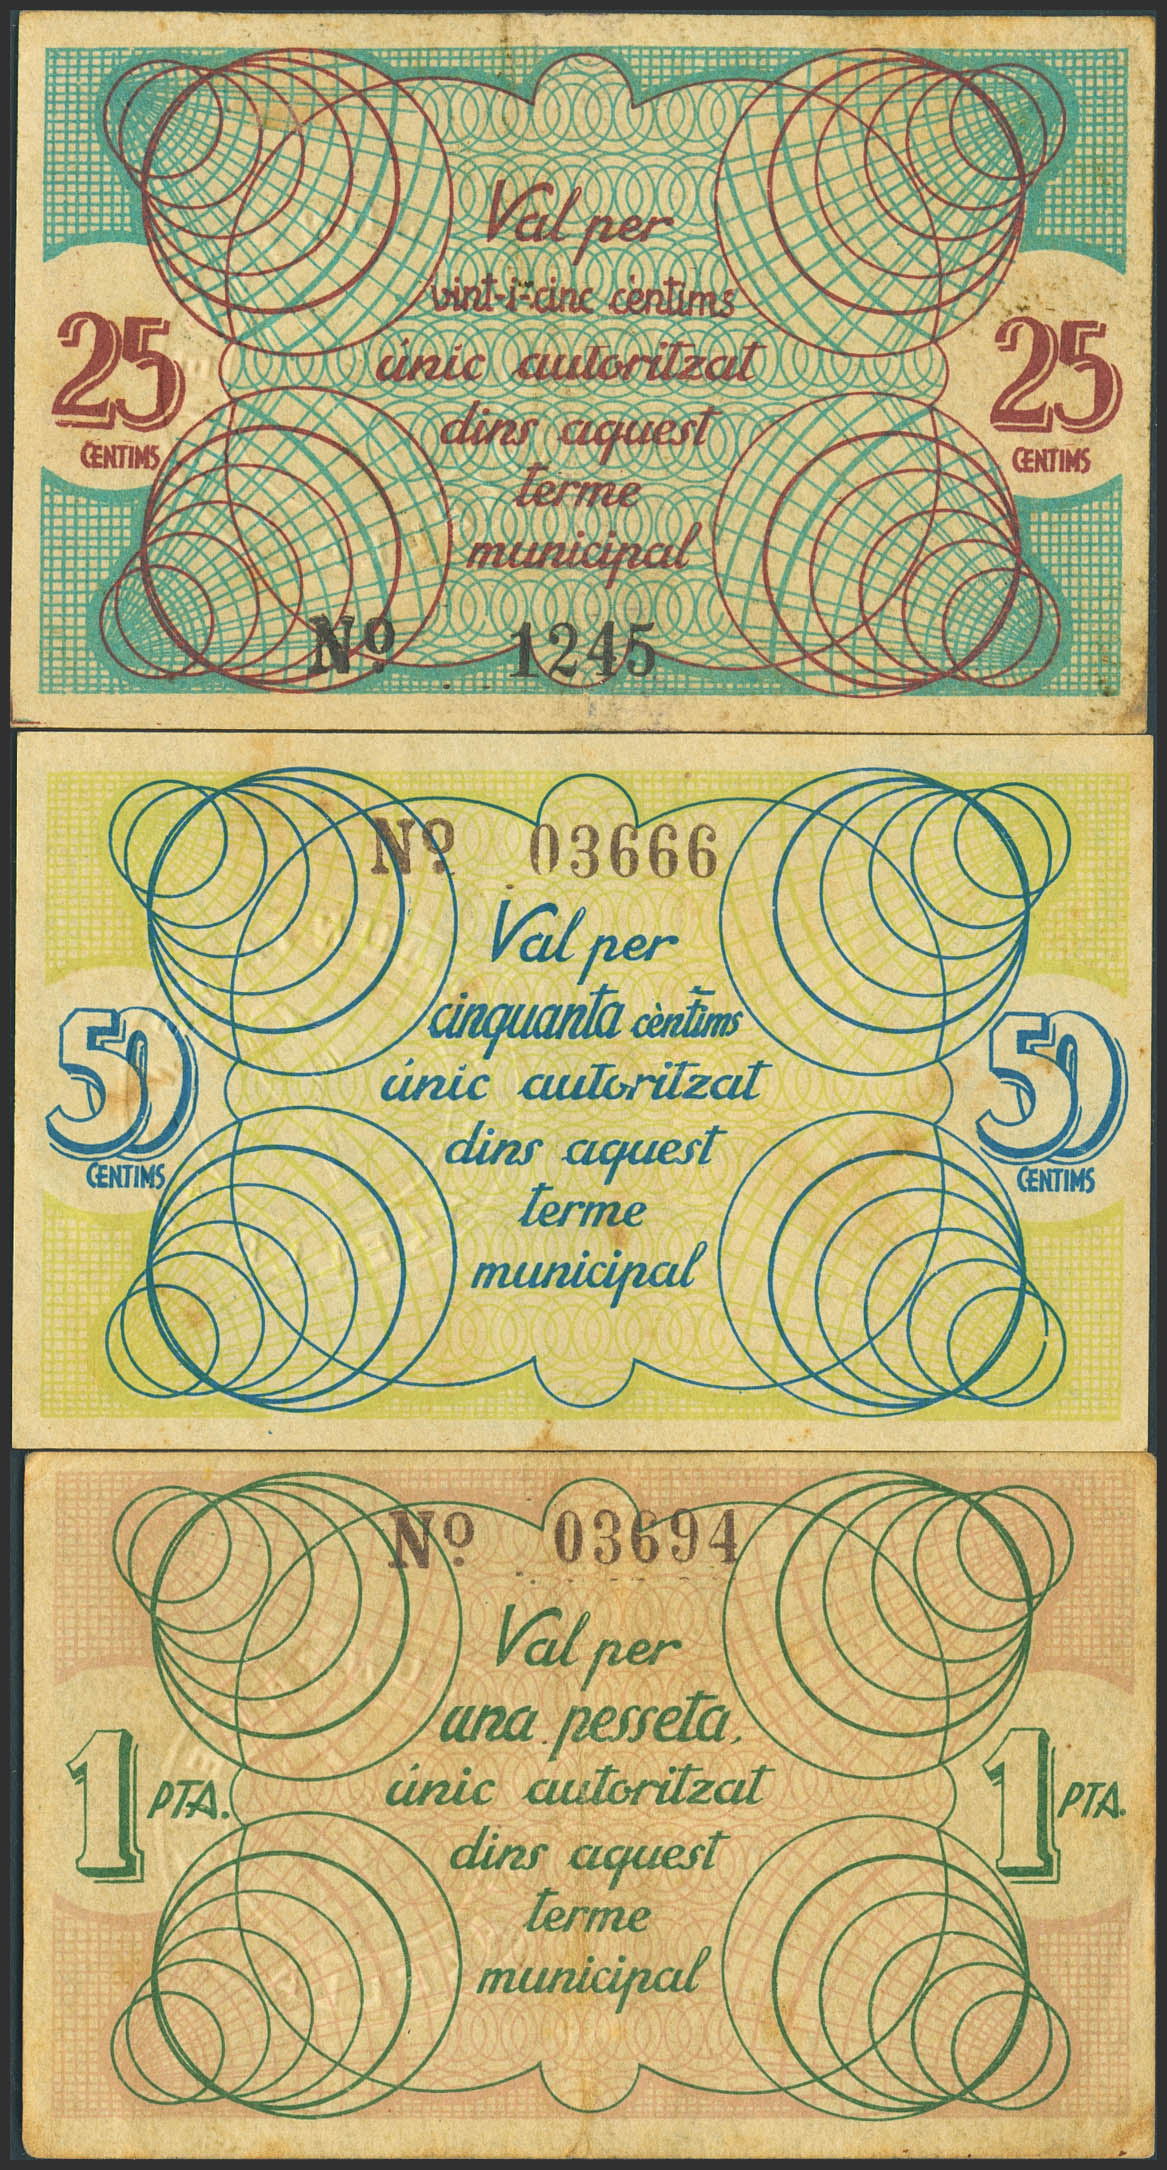 Val per
vint-i-cinc cèntims
únic autoritzat
dins aquest
terme
municipal
25
CENTIMS
25
CENTIMS
Nº 1245
Nº 03666
Val per
cinquanta cèntims
únic autoritzat
dins aquest
terme
municipal
50
CENTIMS
50
CENTIMS
Nº 03694
Val per
una pesseta,
únic autoritzat
dins aquest
terme
municipal
1 PTA.
1 PTA.